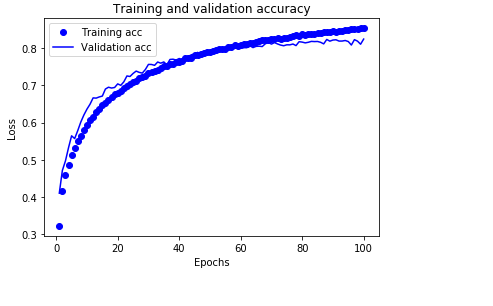 Training and validation accuracy
Training acc
Validation acc
Loss
0.8
0.7
0.6
0.5
0.4
0.3
0 20 40 60 80 100
Epochs